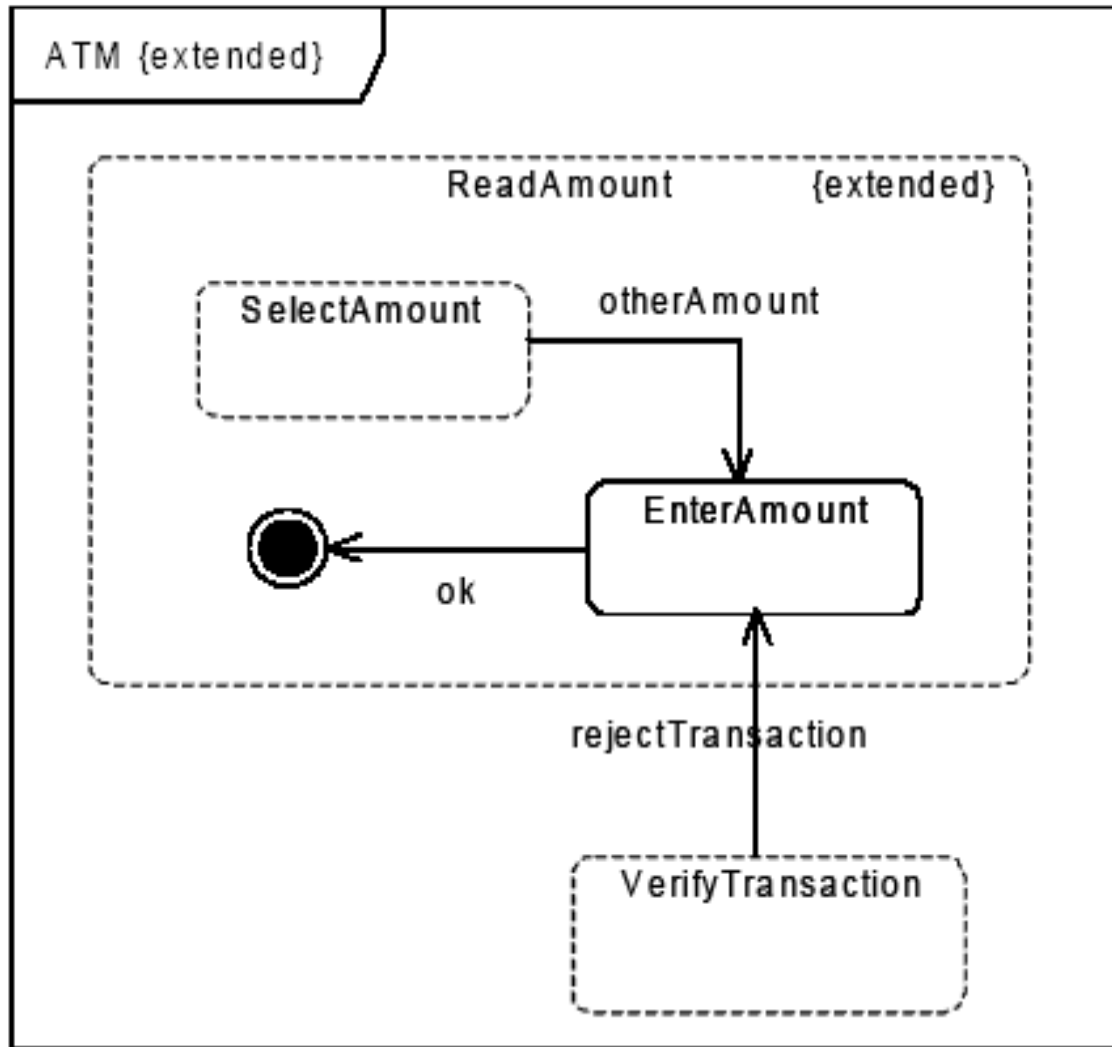 ATM {extended}
ReadAmount {extended}
SelectAmount
otherAmount
EnterAmount
ok
rejectTransaction
VerifyTransaction